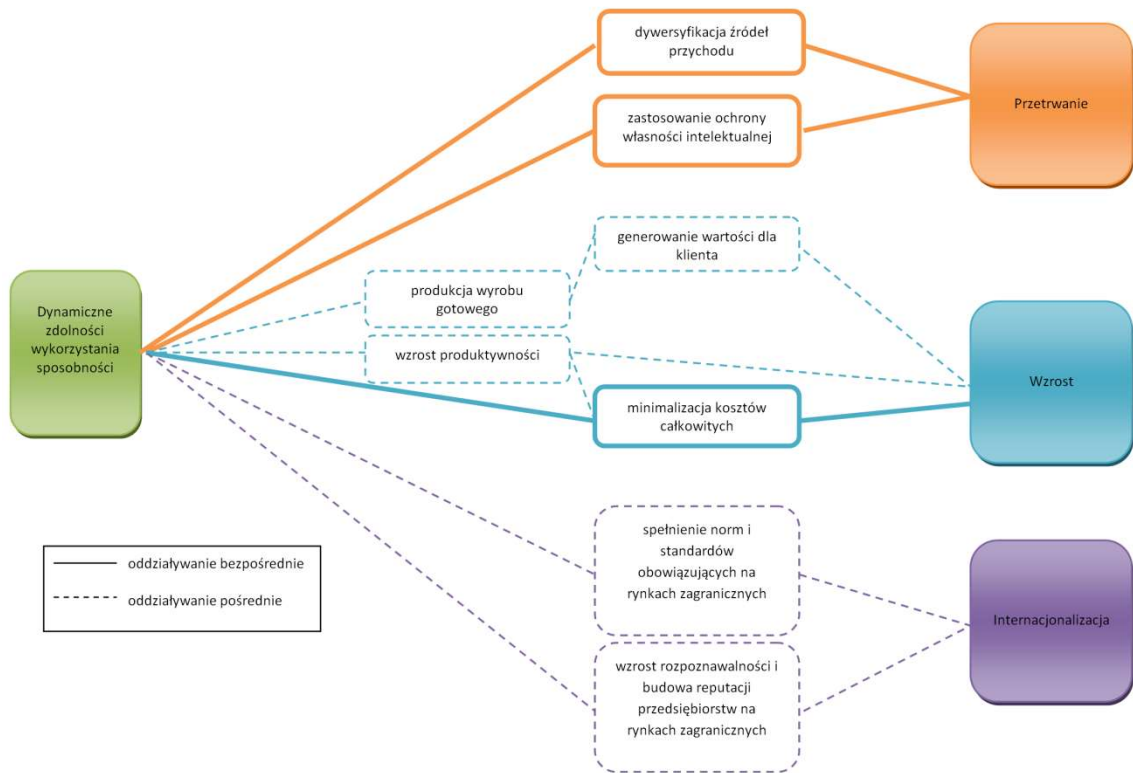 dywersyfikacja źródeł
przychodu
Przetrwanie
zastosowanie ochrony
własności intelektualnej
generowanie wartości dla
klienta
Dynamiczne
zdolności
wykorzystania
sposobności
produkcja wyrobu
gotowego
wzrost produktywności
Wzrost
minimalizacja kosztów
całkowitych
spełnienie norm i
standardów
obowiązujących na
rynkach zagranicznych
oddziaływanie bezpośrednie
oddziaływanie pośrednie
Internacjonalizacja
wzrost rozpoznawalności i
budowa reputacji
przedsiębiorstw na
rynkach zagranicznych